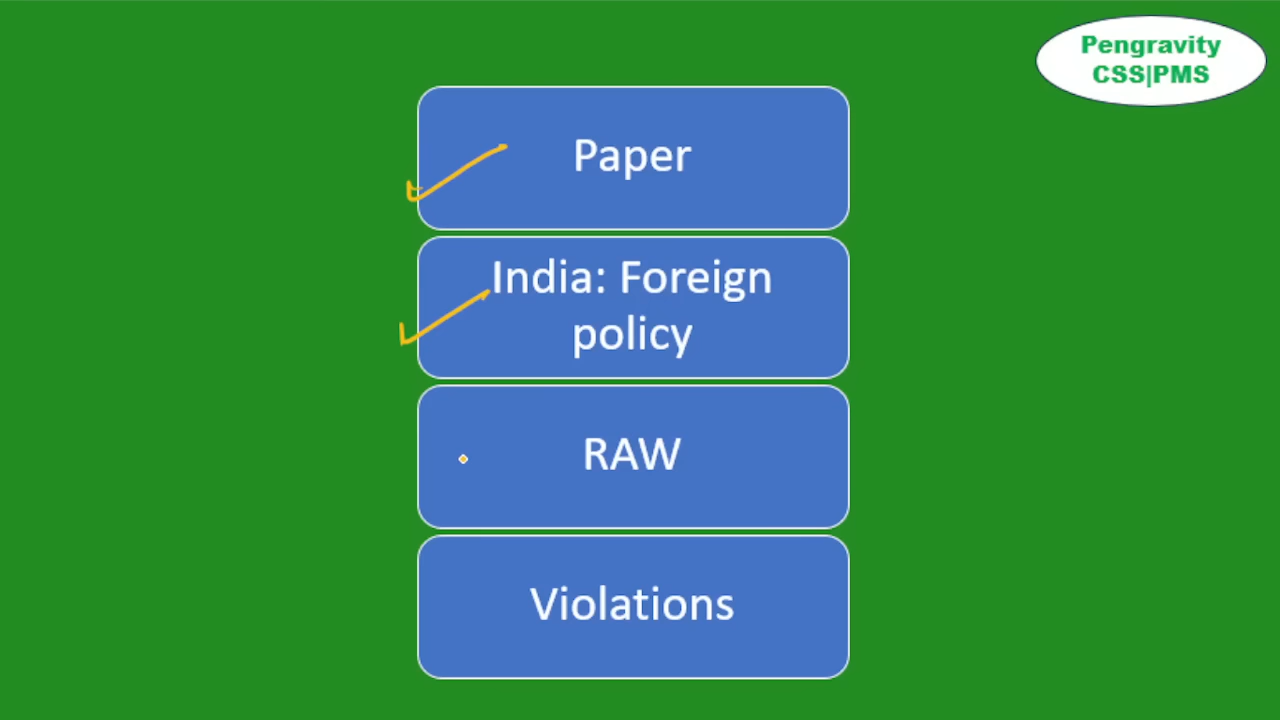 Pengravity
CSS|PMS
Paper
India: Foreign
policy
RAW
Violations